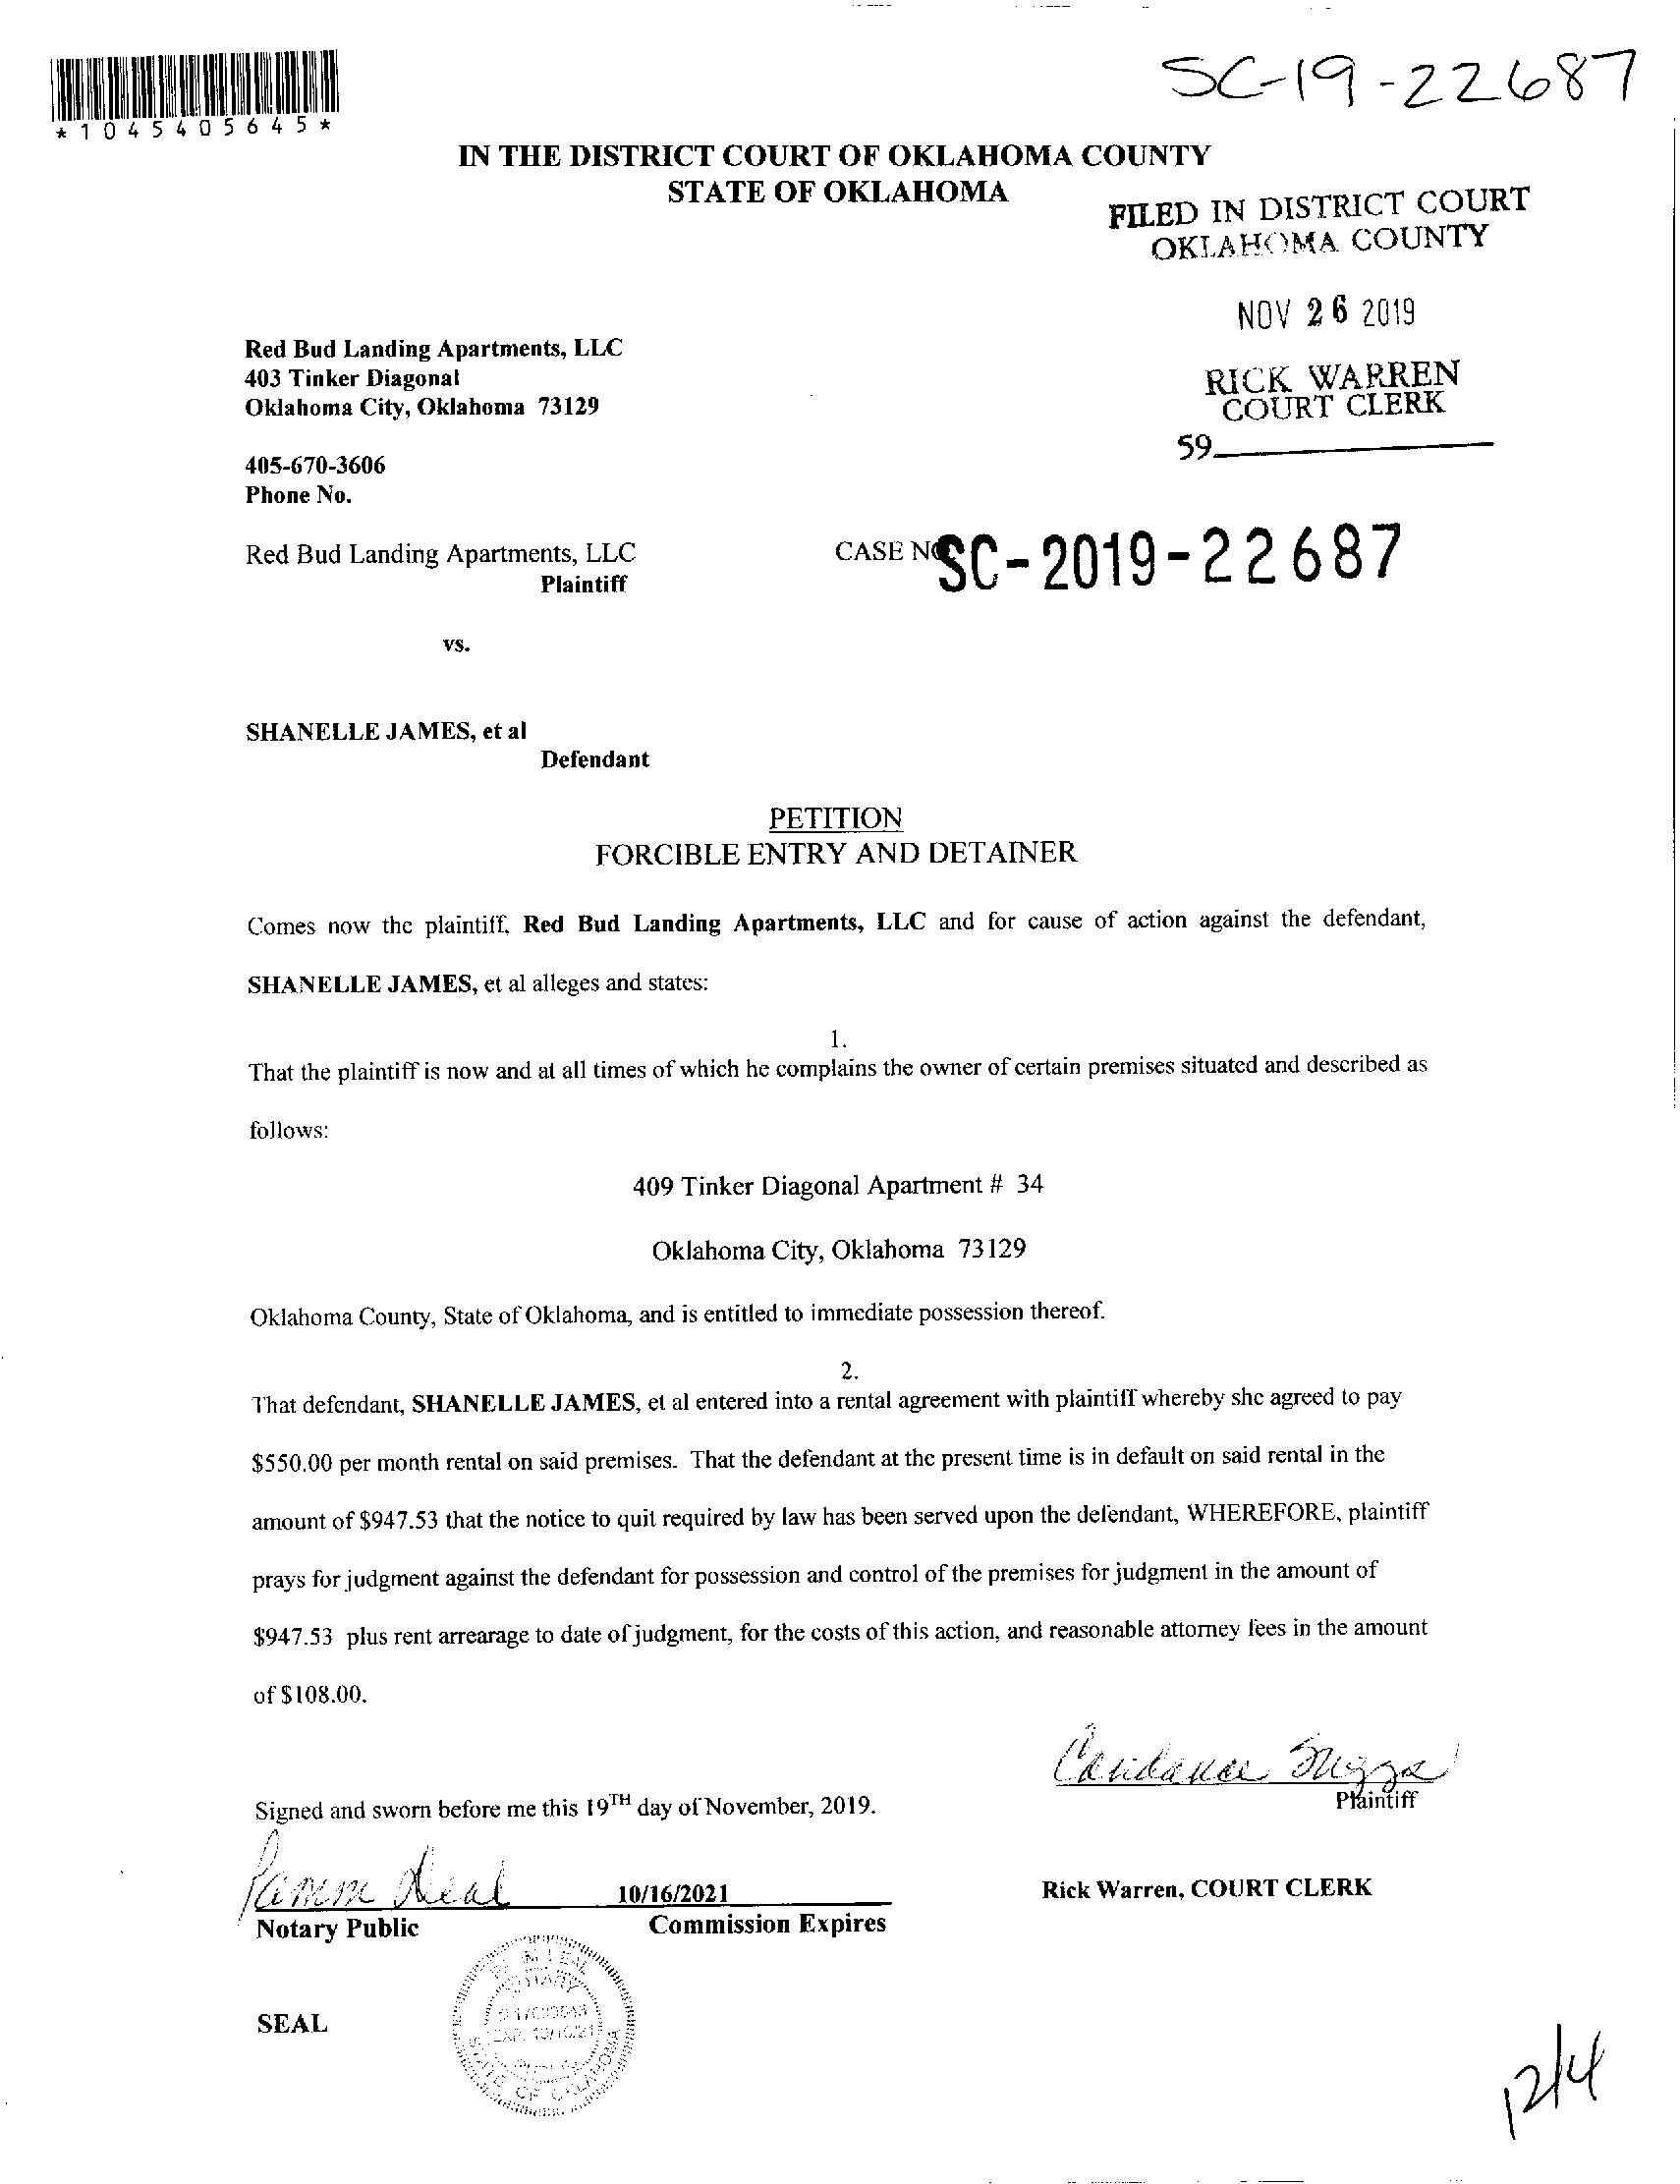 SC-19-22687
*1045405645*
IN THE DISTRICT COURT OF OKLAHOMA COUNTY
STATE OF OKLAHOMA
FILED IN DISTRICT COURT
OKLAHOMA COUNTY
NOV 26 2019
RICK WARREN
COURT CLERK
59
Red Bud Landing Apartments, LLC
403 Tinker Diagonal
Oklahoma City, Oklahoma 73129
405-670-3606
Phone No.
Red Bud Landing Apartments, LLC
Plaintiff
CASE NO SC-2019-22687
vs.
SHANELLE JAMES, et al
Defendant
PETITION
FORCIBLE ENTRY AND DETAINER
Comes now the plaintiff, Red Bud Landing Apartments, LLC and for cause of action against the defendant,
SHANELLE JAMES, et al alleges and states:
1.
That the plaintiff is now and at all times of which he complains the owner of certain premises situated and described as
follows:
409 Tinker Diagonal Apartment # 34
Oklahoma City, Oklahoma 73129
Oklahoma County, State of Oklahoma, and is entitled to immediate possession thereof.
2.
That defendant, SHANELLE JAMES, et al entered into a rental agreement with plaintiff whereby she agreed to pay
$550.00 per month rental on said premises. That the defendant at the present time is in default on said rental in the
amount of $947.53 that the notice to quit required by law has been served upon the defendant, WHEREFORE, plaintiff
prays for judgment against the defendant for possession and control of the premises for judgment in the amount of
$947.53 plus rent arrearage to date of judgment, for the costs of this action, and reasonable attorney fees in the amount
of $108.00.
Candance
Plaintiff
Signed and sworn before me this 19TH day of November, 2019.
Deal
10/16/2021
Rick Warren, COURT CLERK
Notary Public
Commission Expires
SEAL
NOTARY
STATE OF OKLAHOMA
12/4